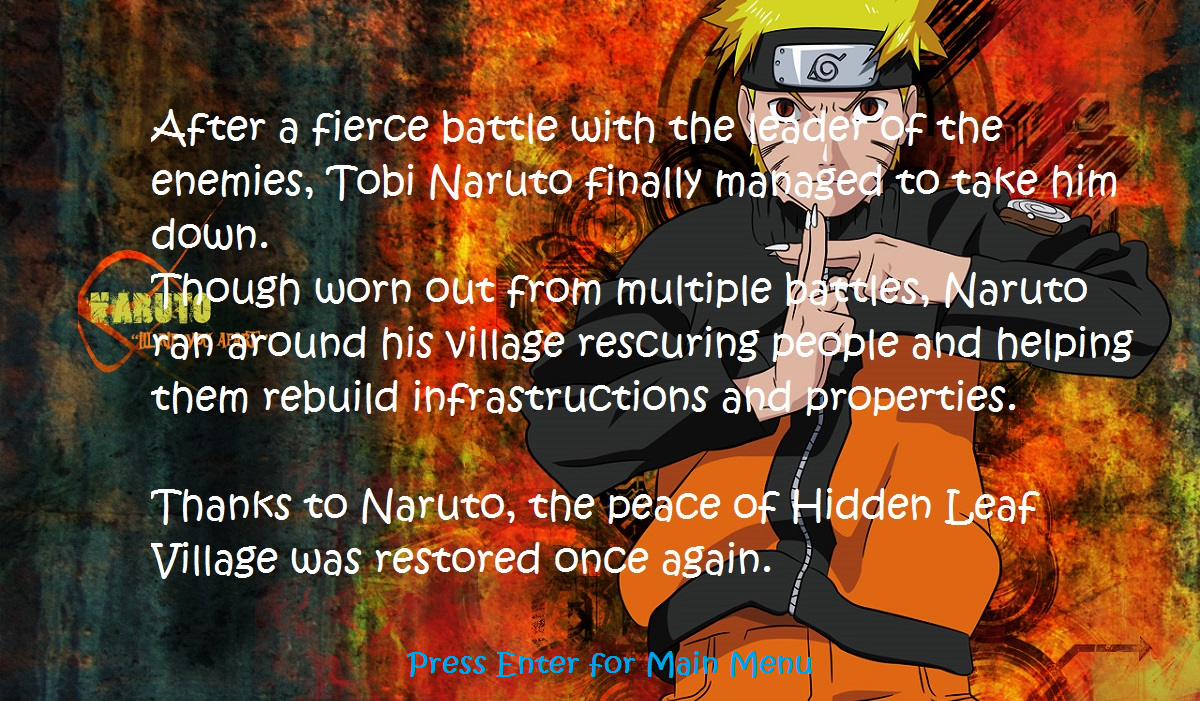 After a fierce battle with the leader of the
enemies, Tobi Naruto finally managed to take him
down.
Though worn out from multiple battles, Naruto
NARUTO
ran around his village rescuring people and helping
them rebuild infrastructions and properties.
Thanks to Naruto, the peace of Hidden Leaf
Village was restored once again.
Press Enter for Main Menu